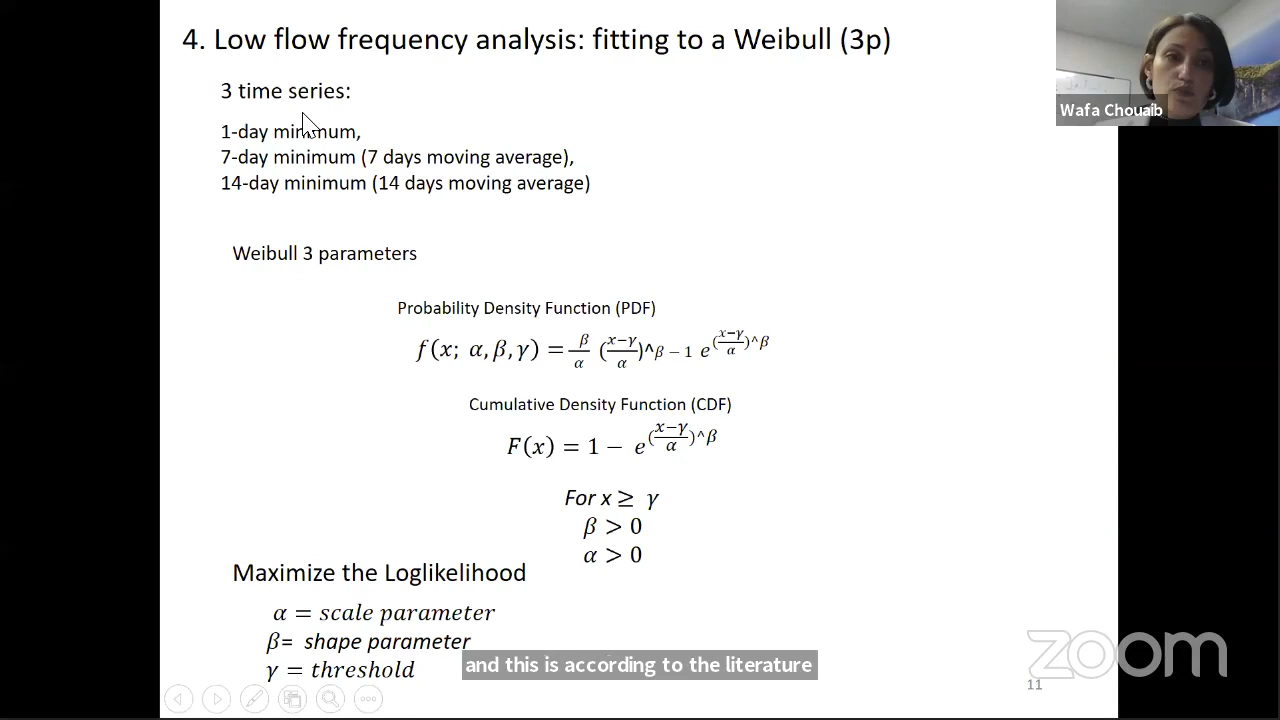 4. Low flow frequency analysis: fitting to a Weibull (3p)
3 time series:
1-day minimum,
7-day minimum (7 days moving average),
14-day minimum (14 days moving average)
Wafa Chouaib
Weibull 3 parameters
Probability Density Function (PDF)
f(x; α, β, γ) = β/α ((x−γ)/α)^β − 1 e^((x−γ)/α)^β
Cumulative Density Function (CDF)
F(x) = 1 − e^((x−γ)/α)^β
For x ≥ γ
β > 0
α > 0
Maximize the Loglikelihood
α = scale parameter
β= shape parameter
γ = threshold
and this is according to the literature
zoom
11